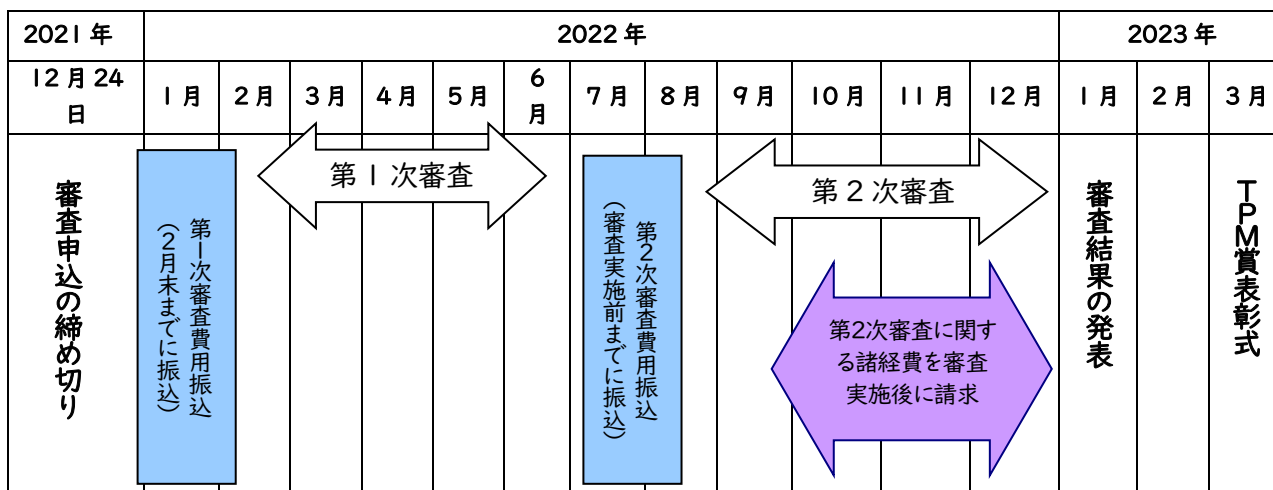 2021年
2022年
2023年
12月24日
1月
2月
3月
4月
5月
6月
7月
8月
9月
10月
11月
12月
1月
2月
3月
審査申込の締め切り
第1次審査費用振込
(2月末までに振込)
第1次審査
第2次審査費用振込
(審査実施前までに振込)
第2次審査
第2次審査に関す
る諸経費を審査
実施後に請求
審査結果の発表
TPM賞表彰式